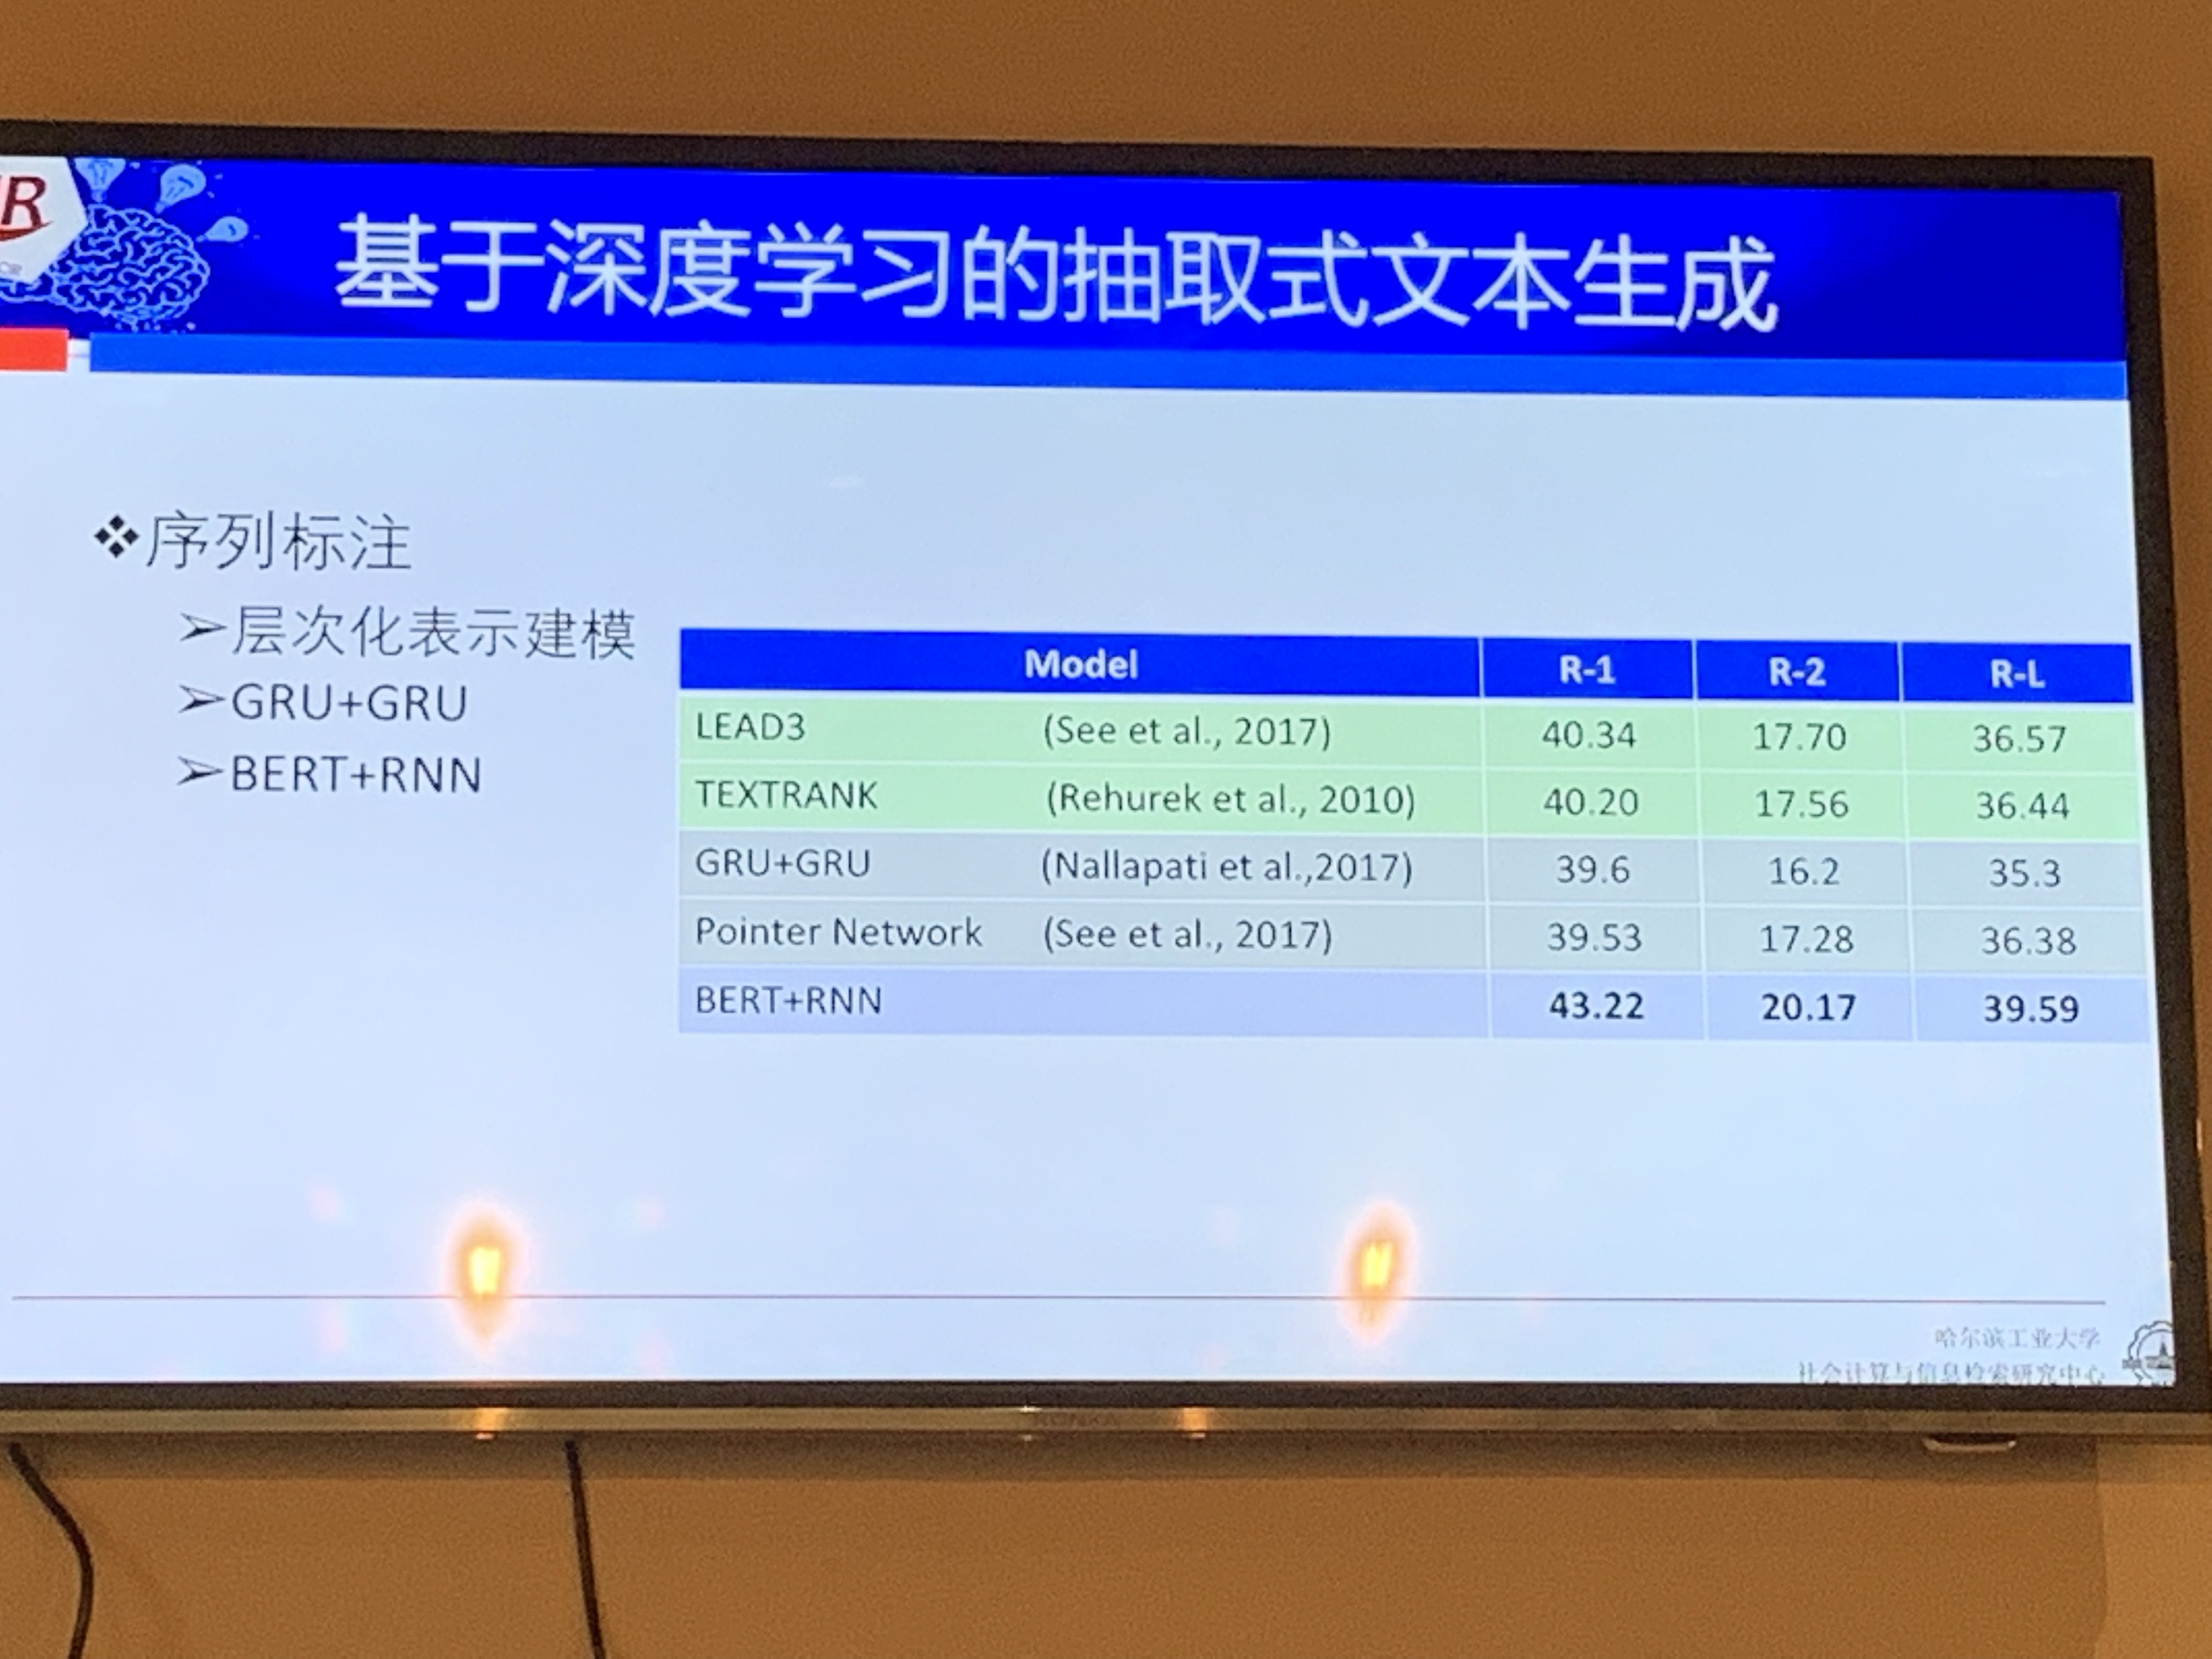 基于深度学习的抽取式文本生成
❖序列标注
➢层次化表示建模
➢GRU+GRU
➢BERT+RNN
Model R-1 R-2 R-L
LEAD3 (See et al., 2017) 40.34 17.70 36.57
TEXTRANK (Rehurek et al., 2010) 40.20 17.56 36.44
GRU+GRU (Nallapati et al.,2017) 39.6 16.2 35.3
Pointer Network (See et al., 2017) 39.53 17.28 36.38
BERT+RNN 43.22 20.17 39.59
哈尔滨工业大学
社会计算与信息检索研究中心